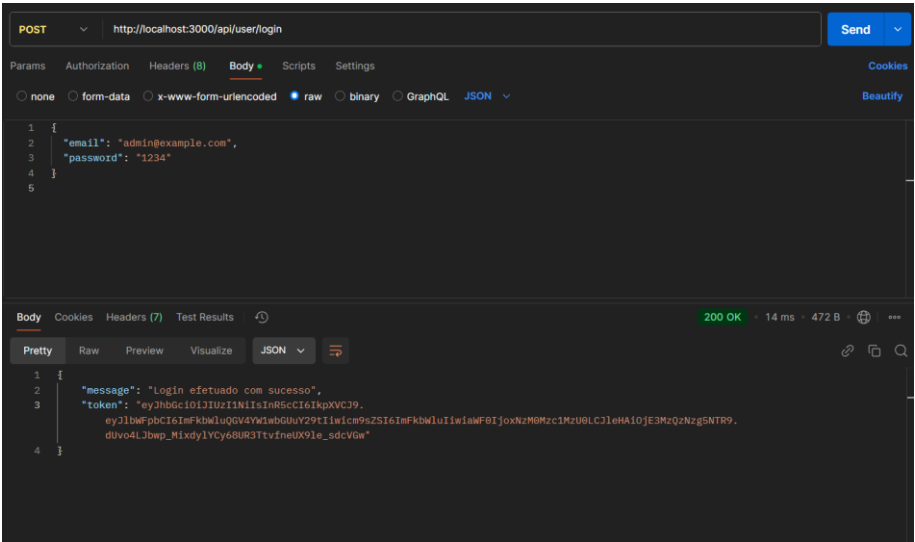 POST http://localhost:3000/api/user/login Send
Params Authorization Headers (8) Body Scripts Settings Cookies
none form-data x-www-form-urlencoded raw binary GraphQL JSON Beautify
1 {
2 "email": "admin@example.com",
3 "password": "1234"
4 }
5
Body Cookies Headers (7) Test Results 200 OK 14 ms 472 B
Pretty Raw Preview Visualize JSON
1 {
2 "message": "Login efetuado com sucesso",
3 "token": "eyJhbGciOiJIUzI1NiIsInR5cCI6IkpXVCJ9.
eyJlbWFpbCI6ImFkbWluQGV4YW1wbGUuY29tIiwicm9sZSI6ImFkbWluIiwiaWF0IjoxNzM0Mzc1MzU0LCJleHAiOjE3MzQzNzg5NTR9.
dUvo4LJbwp_MixdylYCy68UR3TtvfneUX9le_sdcVGw"
4 }